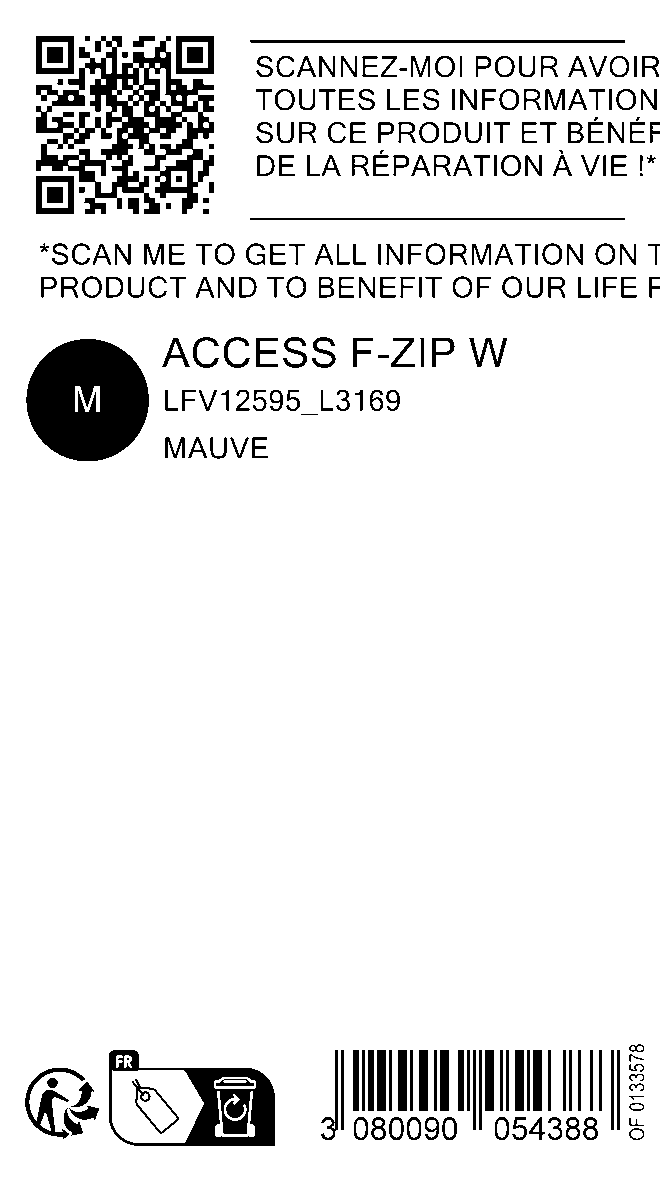 SCANNEZ-MOI POUR AVOIR
TOUTES LES INFORMATION
SUR CE PRODUIT ET BÉNÉF
DE LA RÉPARATION À VIE !*
*SCAN ME TO GET ALL INFORMATION ON T
PRODUCT AND TO BENEFIT OF OUR LIFE R
M
ACCESS F-ZIP W
LFV12595_L3169
MAUVE
FR
3 080090 054388
OF 0133578